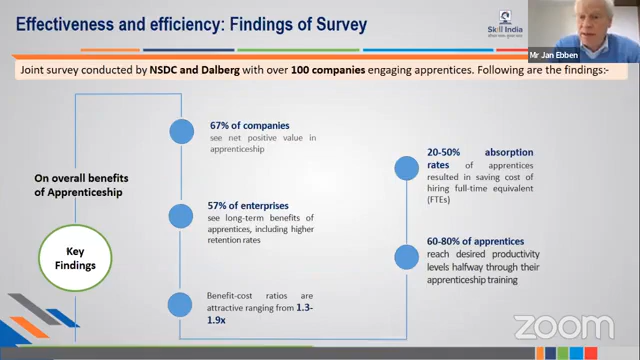 Effectiveness and efficiency: Findings of Survey
Skill India
Mr Jan Ebben
Joint survey conducted by NSDC and Dalberg with over 100 companies engaging apprentices. Following are the findings:-
On overall benefits
of Apprenticeship
Key
Findings
67% of companies
see net positive value in
apprenticeship
57% of enterprises
see long-term benefits of
apprentices, including higher
retention rates
Benefit-cost ratios are
attractive ranging from 1.3-
1.9x
20-50% absorption
rates of apprentices
resulted in saving cost of
hiring full-time equivalent
(FTEs)
60-80% of apprentices
reach desired productivity
levels halfway through their
apprenticeship training
zoom